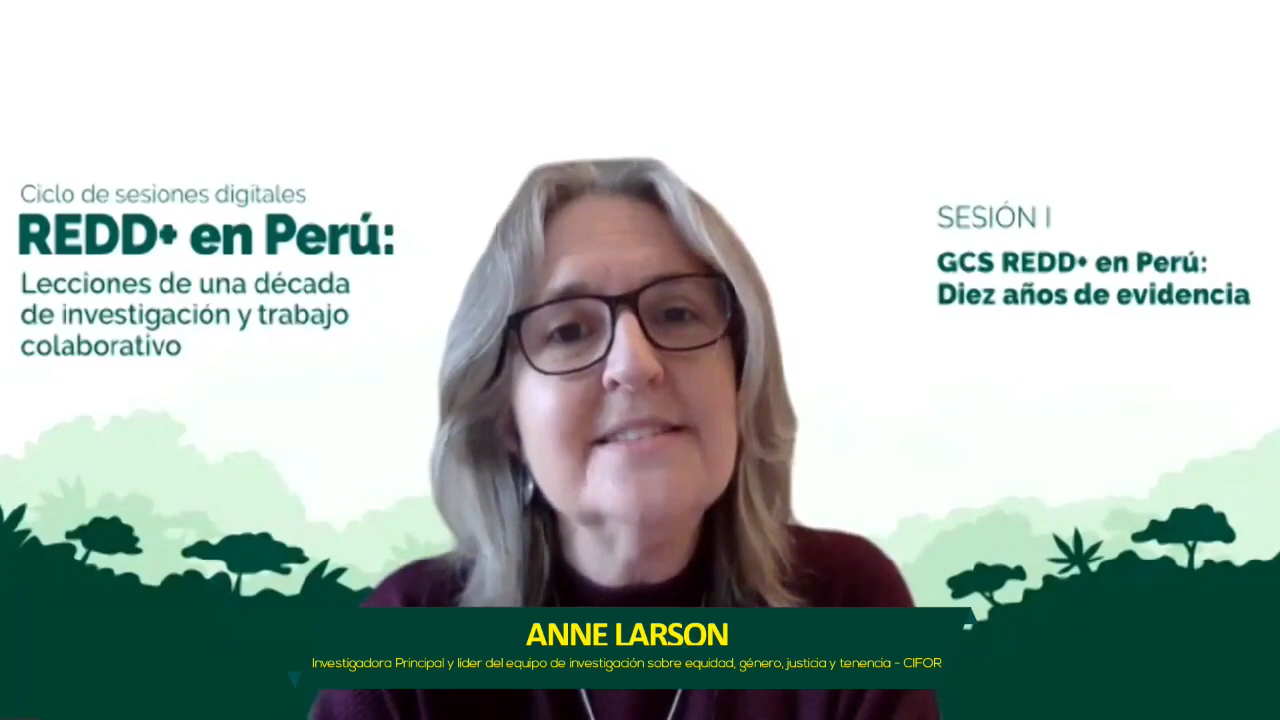 Ciclo de sesiones digitales
REDD+ en Perú:
Lecciones de una década
de investigación y trabajo
colaborativo
SESIÓN I
GCS REDD+ en Perú:
Diez años de evidencia
ANNE LARSON
Investigadora Principal y líder del equipo de investigación sobre equidad, género, justicia y tenencia - CIFOR